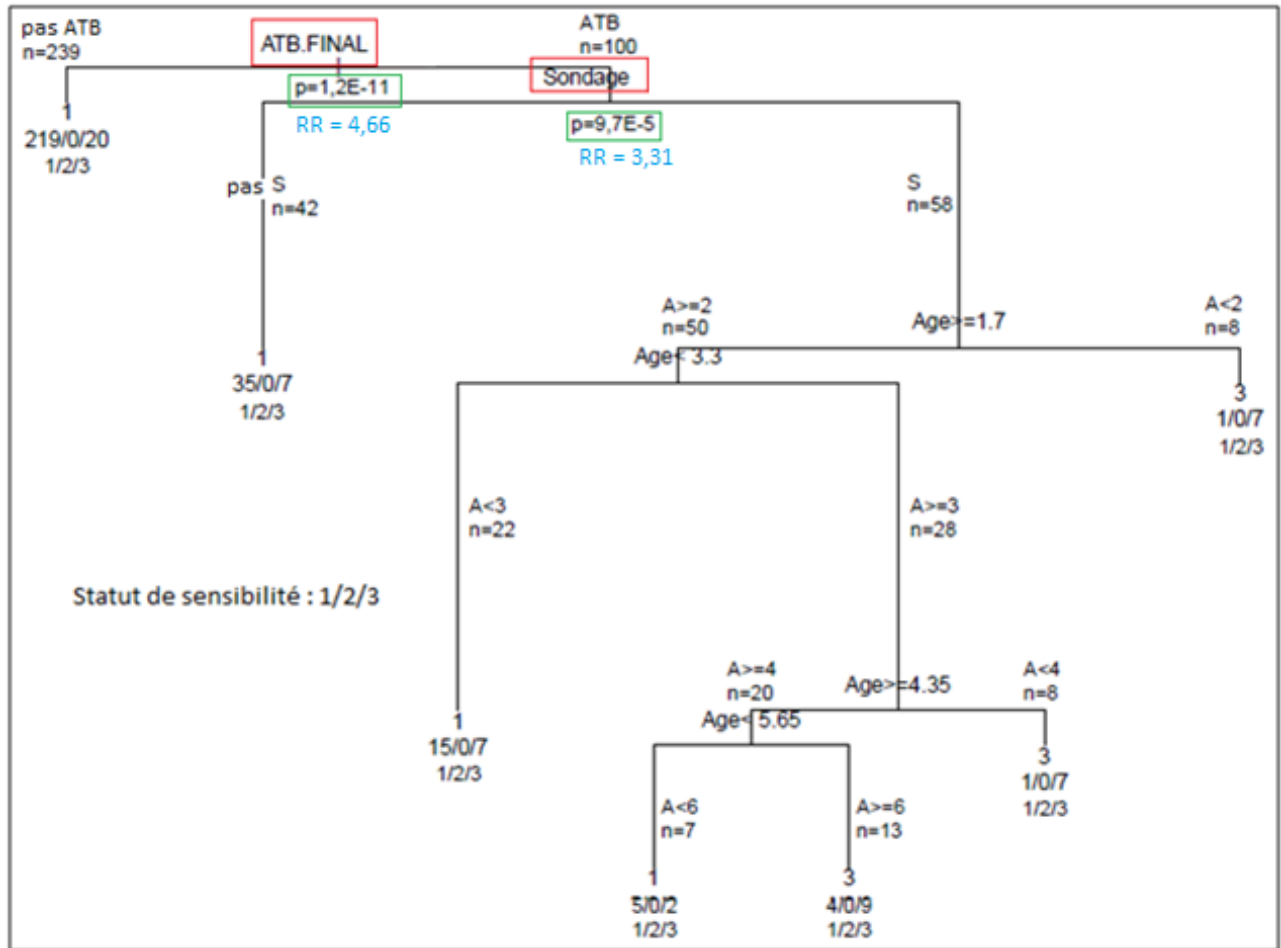 pas ATB
n=239
ATB.FINAL
ATB
n=100
Sondage
p=1,2E-11
RR = 4,66
p=9,7E-5
RR = 3,31
1
219/0/20
1/2/3
pas S
n=42
S
n=58
1
35/0/7
1/2/3
A>=2
n=50
Age>=1.7
A<2
n=8
Age< 3.3
3
1/0/7
1/2/3
A<3
n=22
A>=3
n=28
Statut de sensibilité : 1/2/3
A>=4
n=20
Age>=4.35
A<4
n=8
Age< 5.65
1
15/0/7
1/2/3
3
1/0/7
1/2/3
A<6
n=7
A>=6
n=13
1
5/0/2
1/2/3
3
4/0/9
1/2/3